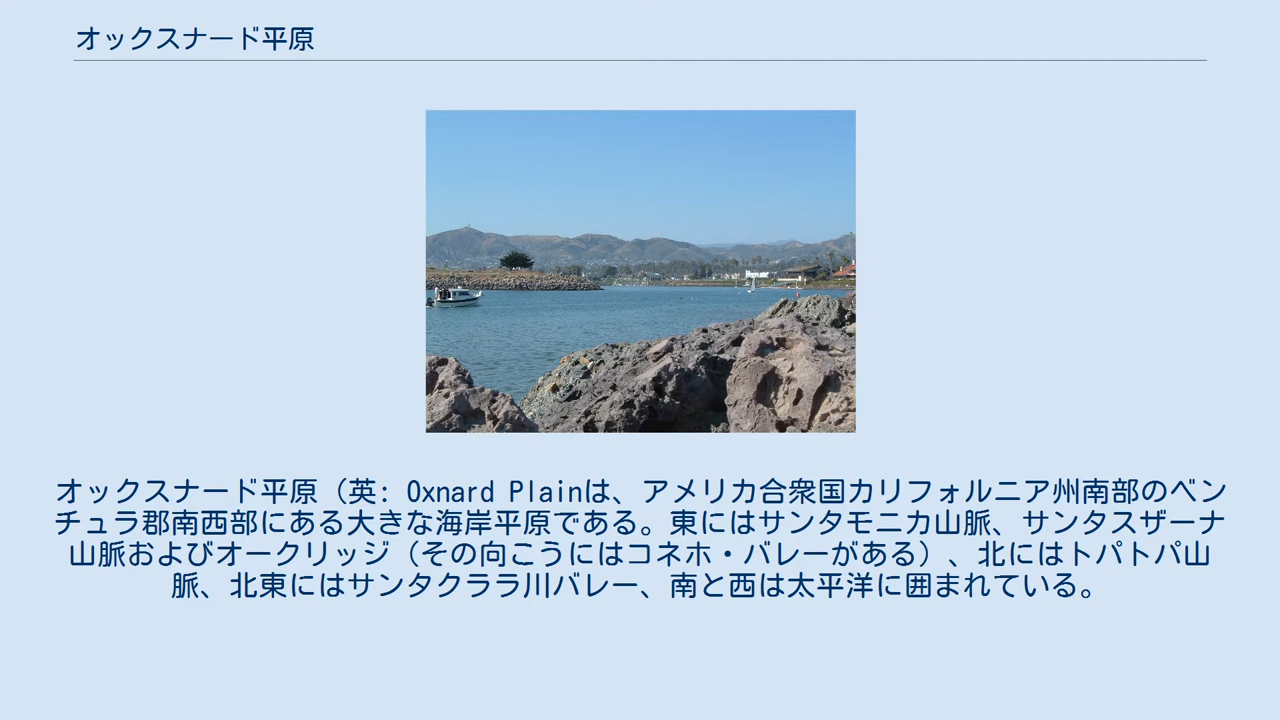 オックスナード平原
オックスナード平原（英: Oxnard Plainは、アメリカ合衆国カリフォルニア州南部のベン
チュラ郡南西部にある大きな海岸平原である。東にはサンタモニカ山脈、サンタスザーナ
山脈およびオークリッジ（その向こうにはコネホ・バレーがある）、北にはトパトパ山
脈、北東にはサンタクララ川バレー、南と西は太平洋に囲まれている。